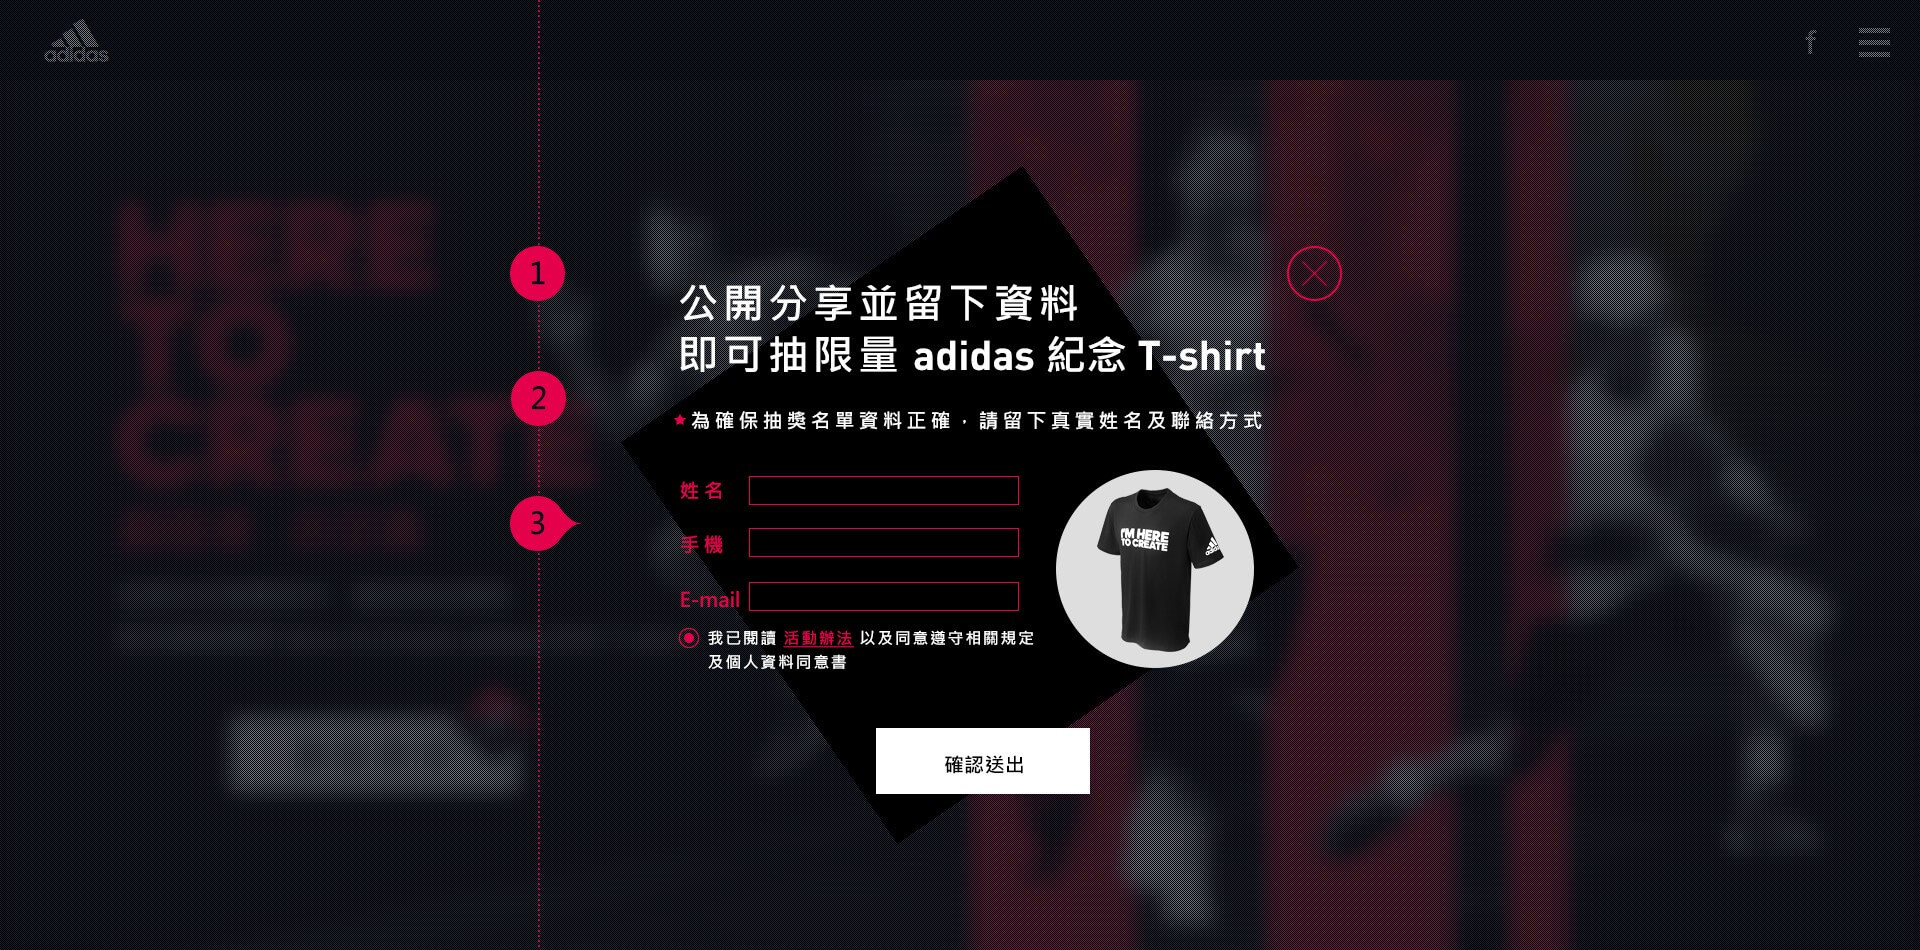 adidas
f
HERE
TO
CREATE
1
2
3
公開分享並留下資料
即可抽限量 adidas 紀念 T-shirt
為確保抽獎名單資料正確，請留下真實姓名及聯絡方式
姓名
手機
E-mail
我已閱讀 活動辦法 以及同意遵守相關規定
及個人資料同意書
I'M HERE
TO CREATE
adidas
確認送出